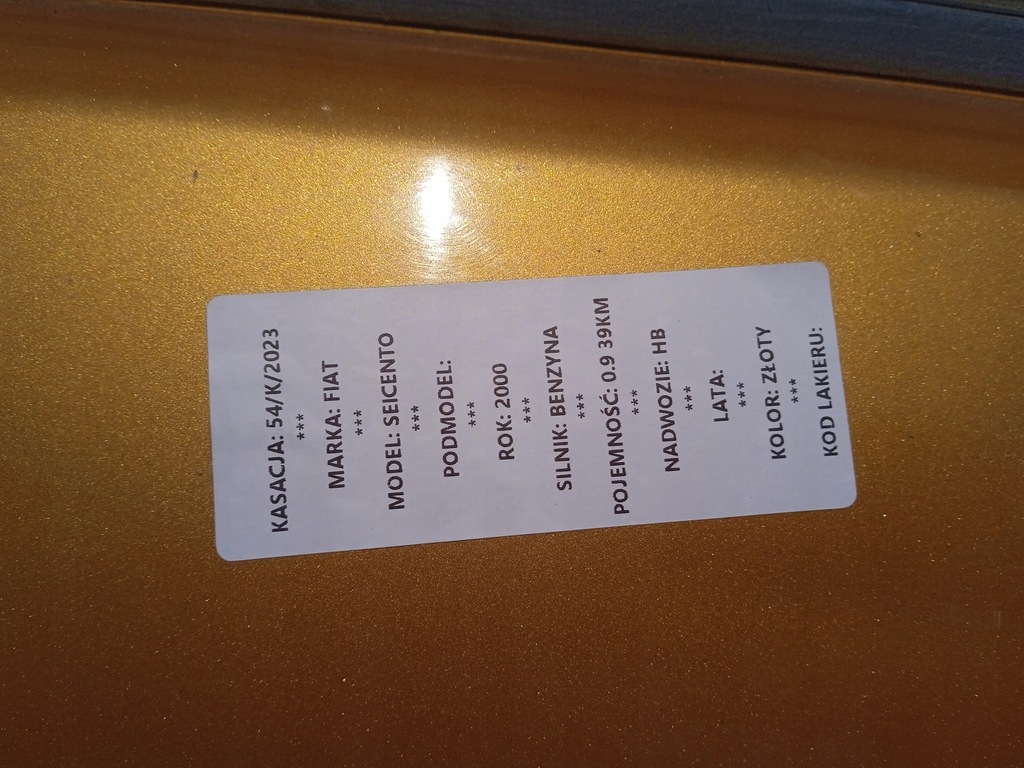 KASACJA: 54/K/2023
***
MARKA: FIAT
***
MODEL: SEICENTO
***
PODMODEL:
***
ROK: 2000
***
SILNIK: BENZYNA
***
POJEMNOŚĆ: 0.9 39KM
***
NADWOZIE: HB
***
LATA:
***
KOLOR: ZŁOTY
***
KOD LAKIERU: